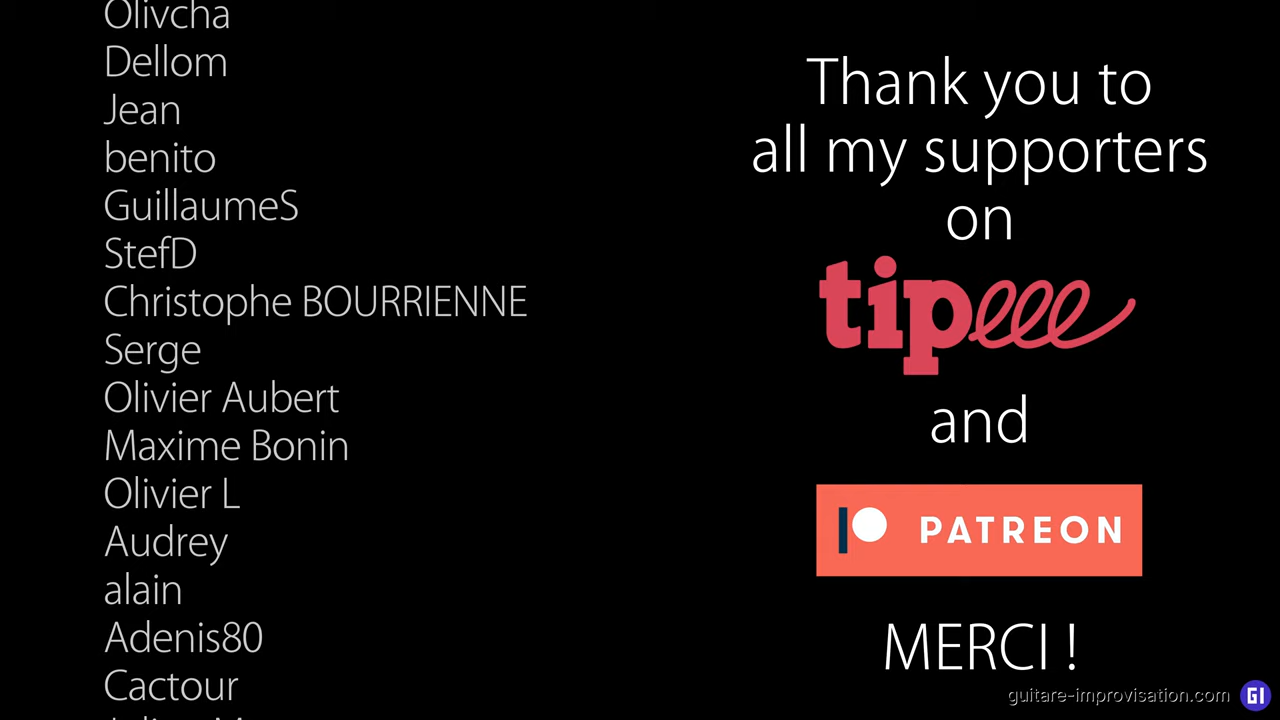 Olivcha
Dellom
Jean
benito
GuillaumeS
StefD
Christophe BOURRIENNE
Serge
Olivier Aubert
Maxime Bonin
Olivier L
Audrey
alain
Adenis80
Cactour
Thank you to
all my supporters
on
tipeee
and
PATREON
MERCI !
guitare-improvisation.com GI